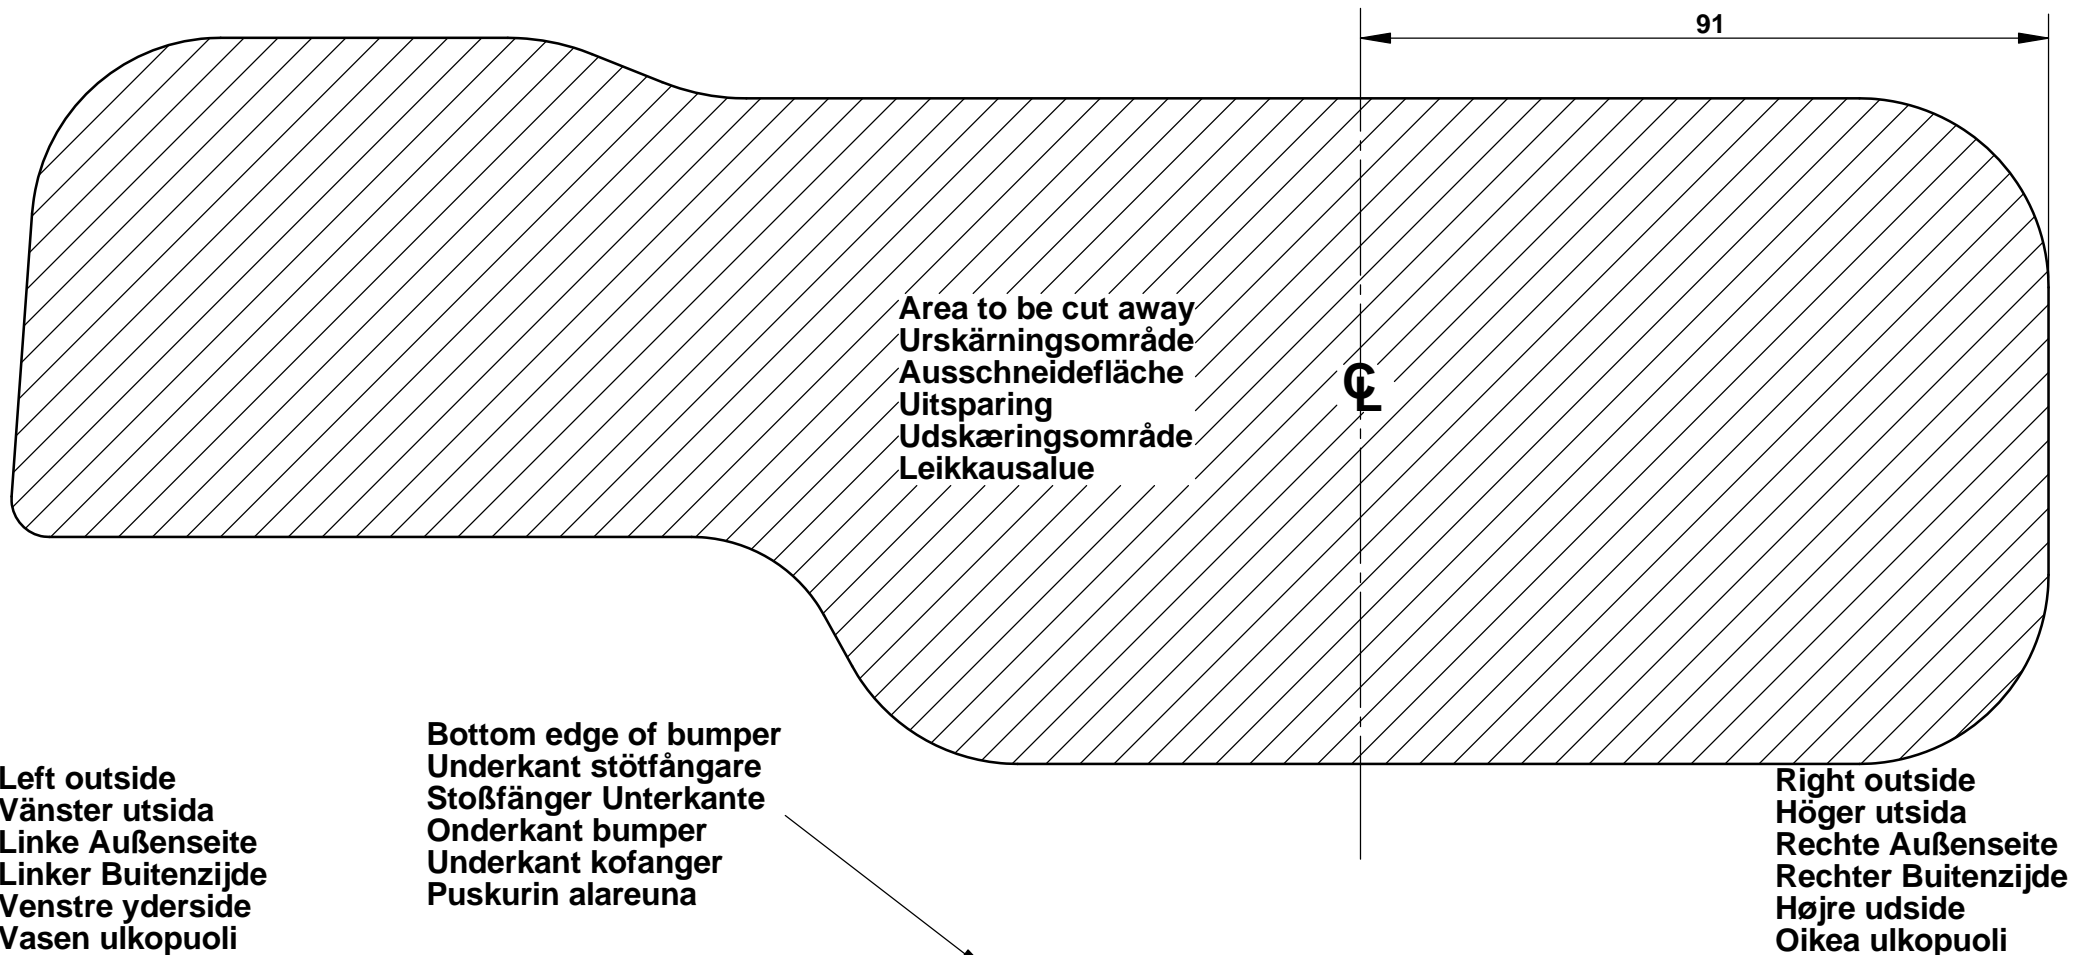 91
Area to be cut away
Urskärningsområde
Ausschneidefläche
Uitsparing
Udskæringsområde
Leikkausalue
℄
Bottom edge of bumper
Underkant stötfångare
Stoßfänger Unterkante
Onderkant bumper
Underkant kofanger
Puskurin alareuna
Left outside
Vänster utsida
Linke Außenseite
Linker Buitenzijde
Venstre yderside
Vasen ulkopuoli
Right outside
Höger utsida
Rechte Außenseite
Rechter Buitenzijde
Højre udside
Oikea ulkopuoli